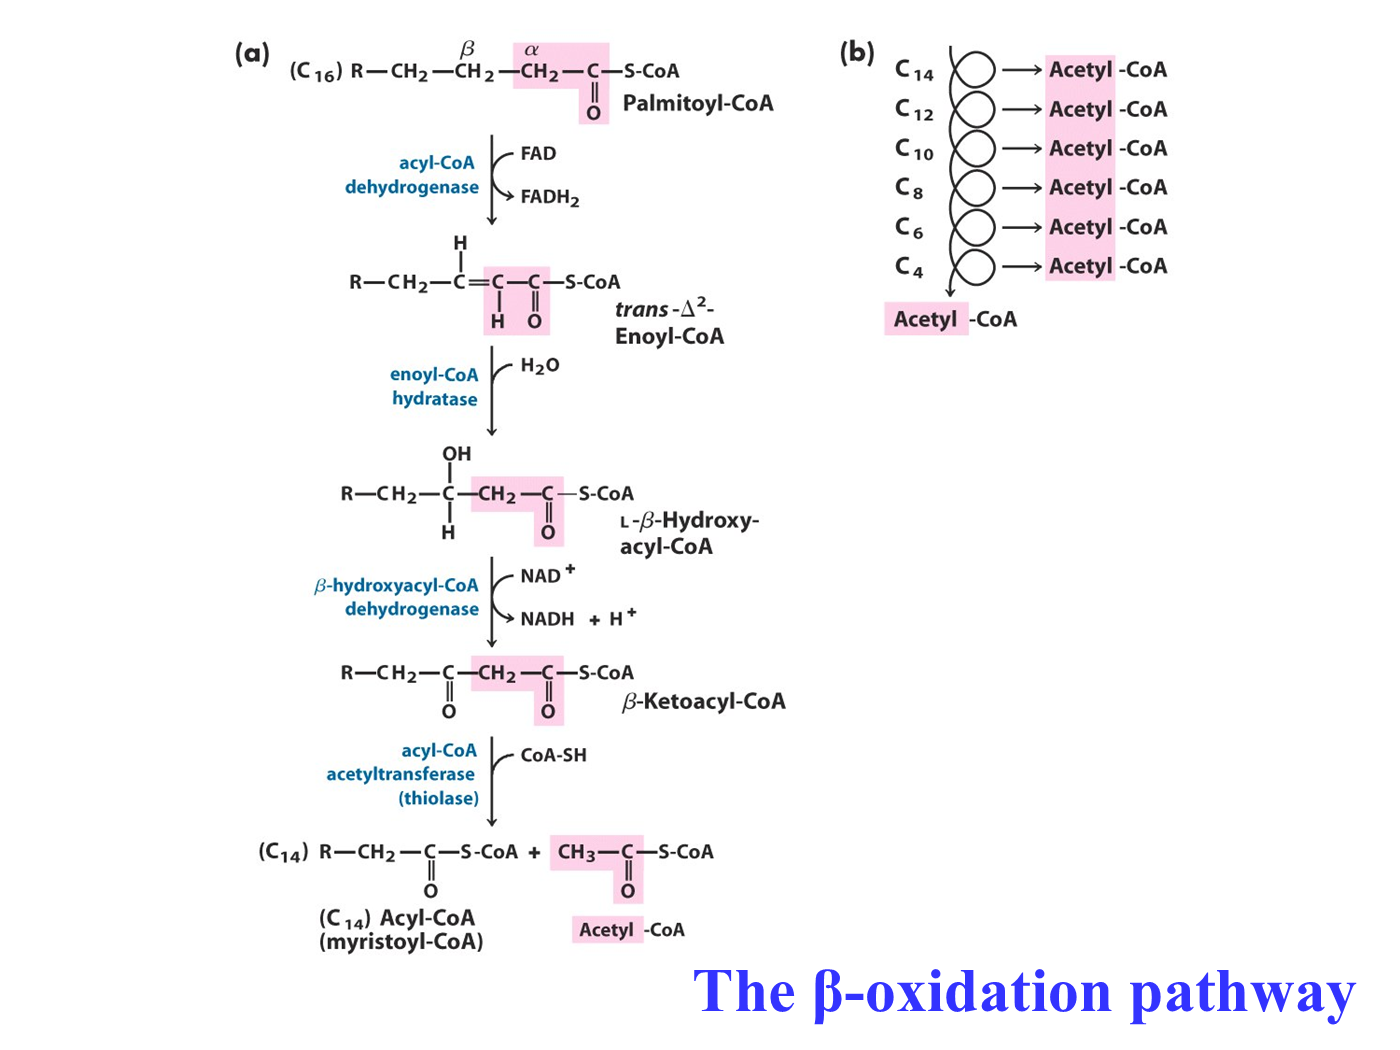 (a)
β α
(C16) R—CH2—CH2—CH2—C—S-CoA
O
Palmitoyl-CoA
acyl-CoA
dehydrogenase
FAD
FADH2
H
R—CH2—C=C—C—S-CoA
H O
trans-Δ2-
Enoyl-CoA
enoyl-CoA
hydratase
H2O
OH
R—CH2—C—CH2—C—S-CoA
H O
L-β-Hydroxy-
acyl-CoA
β-hydroxyacyl-CoA
dehydrogenase
NAD+
NADH + H+
R—CH2—C—CH2—C—S-CoA
O O
β-Ketoacyl-CoA
acyl-CoA
acetyltransferase
(thiolase)
CoA-SH
(C14) R—CH2—C—S-CoA + CH3—C—S-CoA
O O
(C14) Acyl-CoA
(myristoyl-CoA)
Acetyl-CoA
(b)
C14 Acetyl-CoA
C12 Acetyl-CoA
C10 Acetyl-CoA
C8 Acetyl-CoA
C6 Acetyl-CoA
C4 Acetyl-CoA
Acetyl-CoA
The β-oxidation pathway